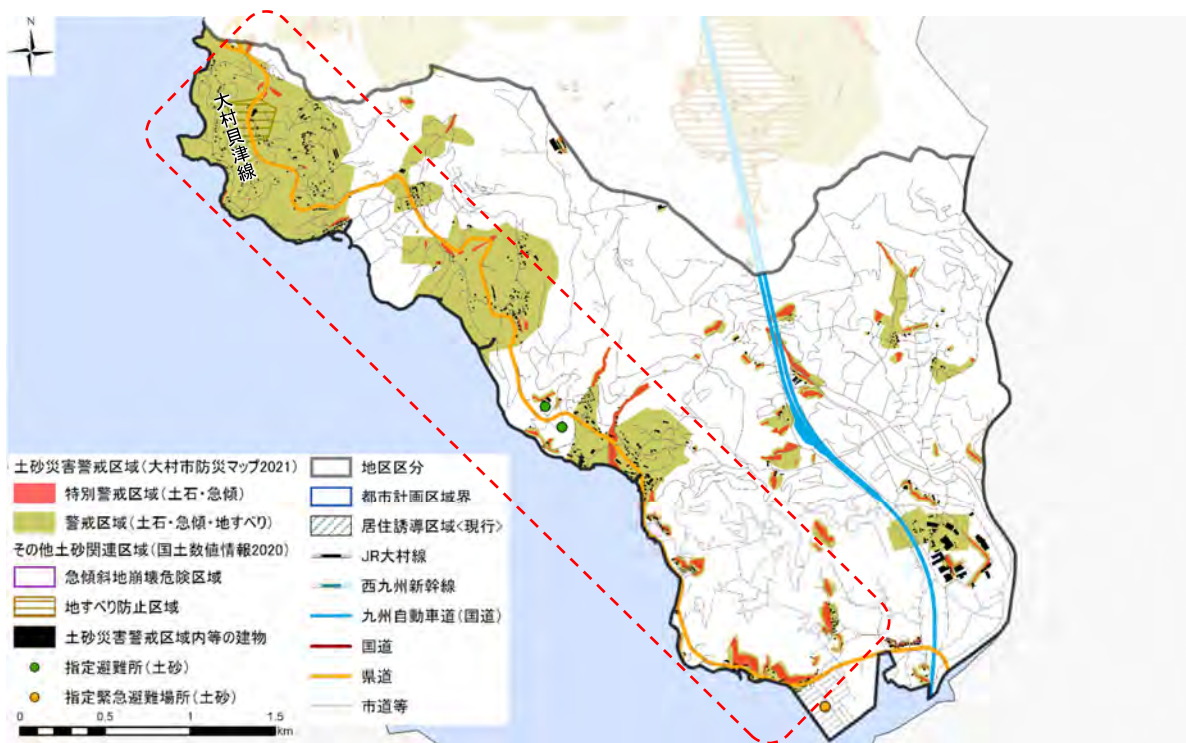 N
大村貝津線
土砂災害警戒区域(大村市防災マップ2021)
特別警戒区域(土石・急傾)
警戒区域(土石・急傾・地すべり)
その他土砂関連区域(国土数値情報2020)
急傾斜地崩壊危険区域
地すべり防止区域
土砂災害警戒区域内等の建物
指定避難所(土砂)
指定緊急避難場所(土砂)
0 0.5 1 1.5
km
地区区分
都市計画区域界
居住誘導区域<現行>
JR大村線
西九州新幹線
九州自動車道(国道)
国道
県道
市道等